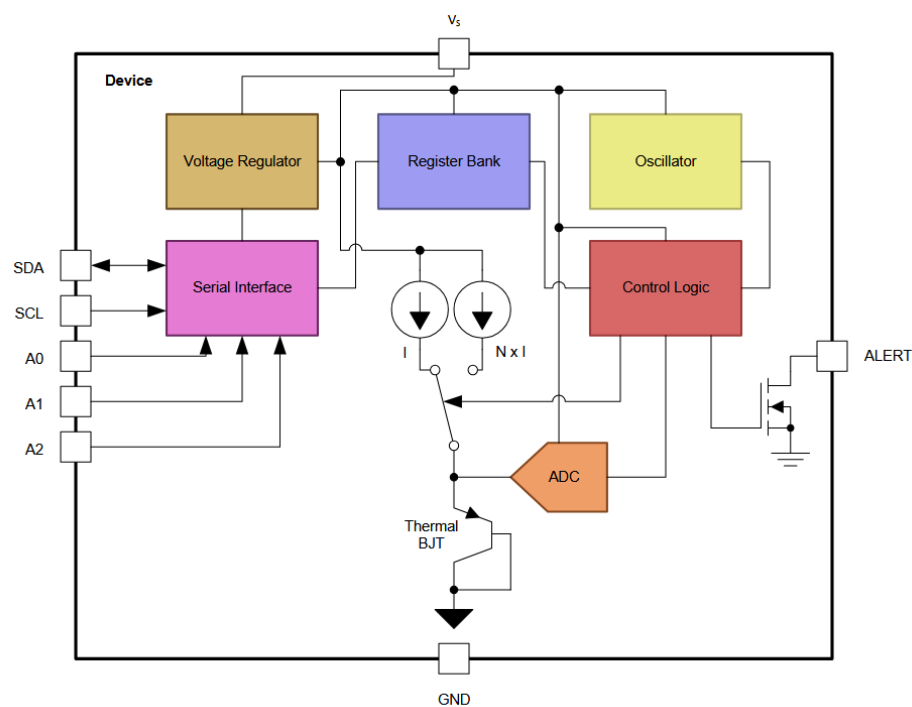 Vs
Device
Voltage Regulator
Register Bank
Oscillator
SDA
Serial Interface
Control Logic
SCL
I
N x I
A0
ALERT
A1
A2
ADC
Thermal
BJT
GND